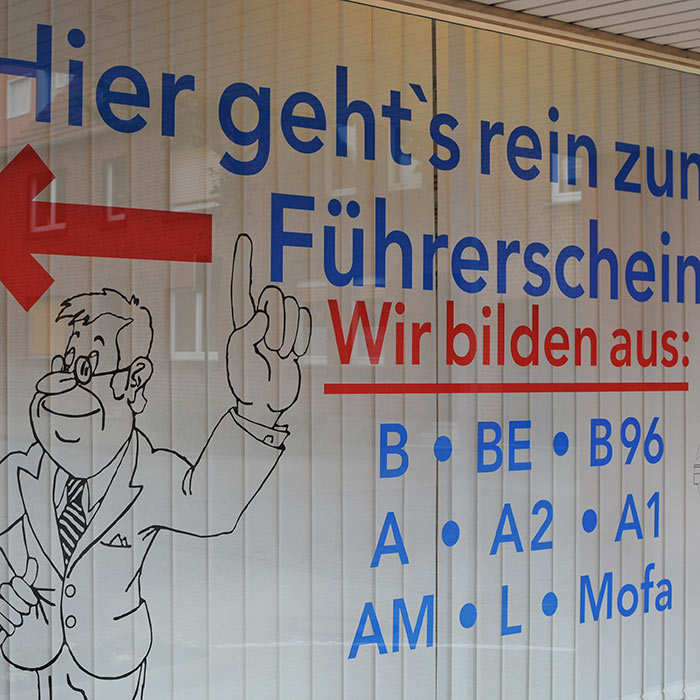 Hier geht`s rein zum
Führerschein
Wir bilden aus:
B • BE • B96
A • A2 • A1
AM • L • Mofa